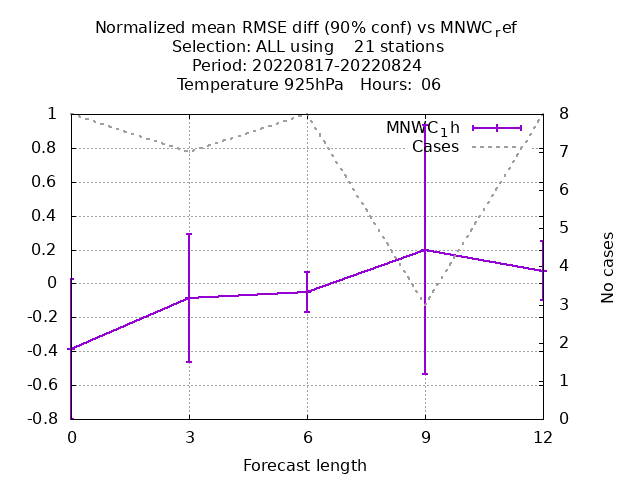 Normalized mean RMSE diff (90% conf) vs MNWCref
Selection: ALL using 21 stations
Period: 20220817-20220824
Temperature 925hPa Hours: 06
1
0.8
0.6
0.4
0.2
0
-0.2
-0.4
-0.6
-0.8
8
7
6
5
4
3
2
1
0
MNWC1h
Cases
No cases
0 3 6 9 12
Forecast length